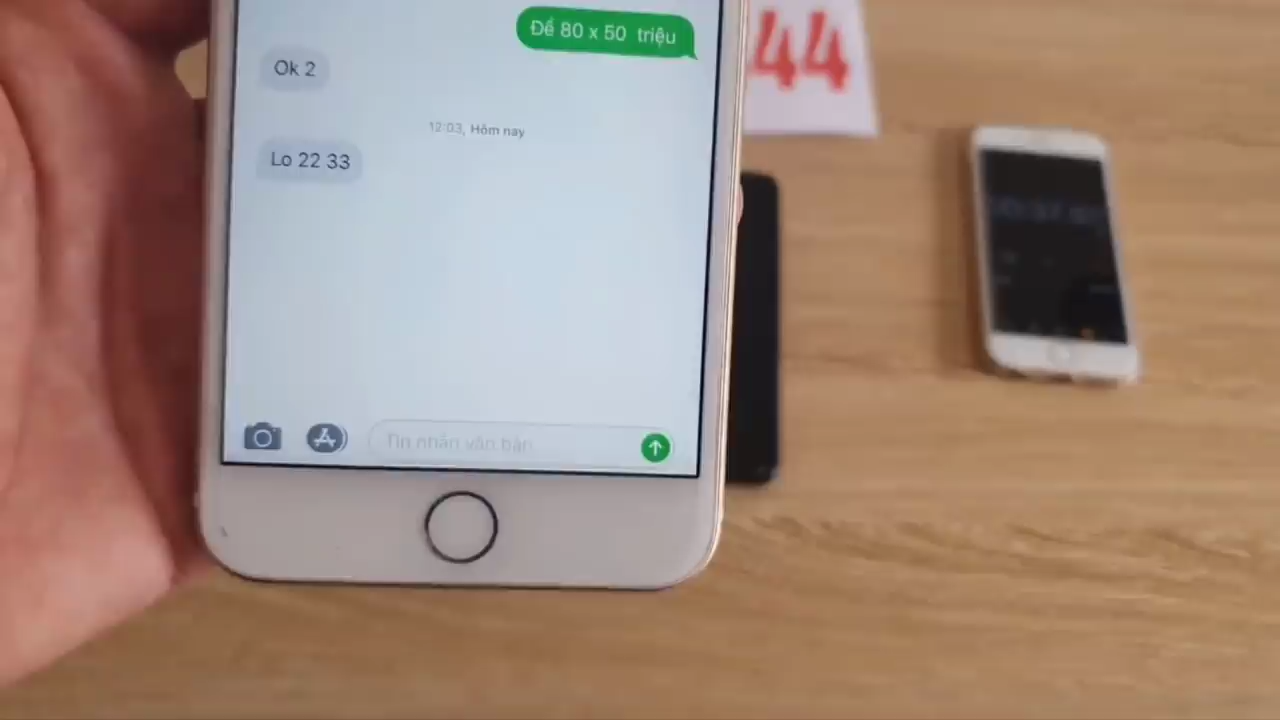 Đề 80 x 50 triệu
44
Ok 2
12:03, Hôm nay
Lo 22 33
Tin nhắn văn bản